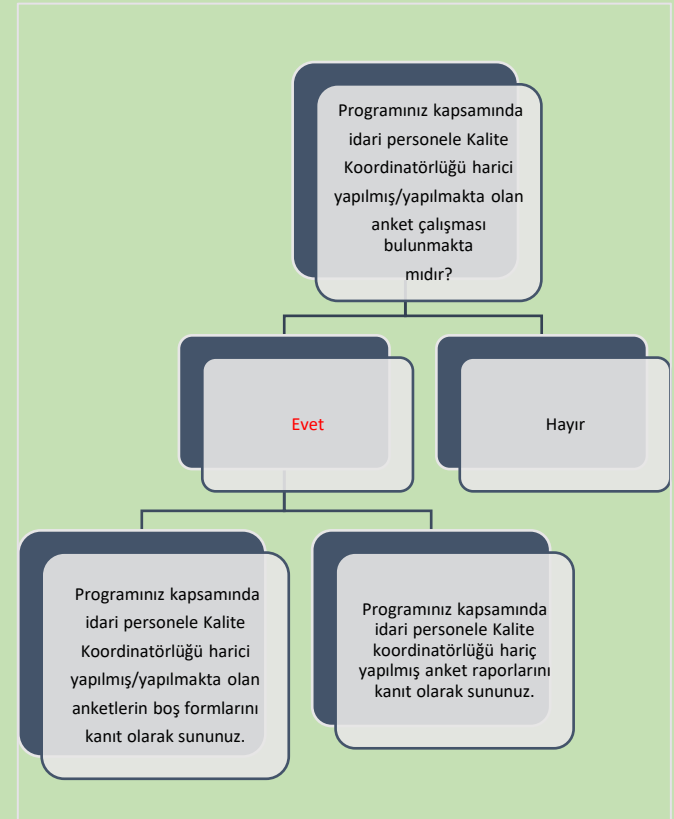 Programınız kapsamında
idari personele Kalite
Koordinatörlüğü harici
yapılmış/yapılmakta olan
anket çalışması
bulunmakta
mıdır?
Evet
Hayır
Programınız kapsamında
idari personele Kalite
Koordinatörlüğü harici
yapılmış/yapılmakta olan
anketlerin boş formlarını
kanıt olarak sununuz.
Programınız kapsamında
idari personele Kalite
koordinatörlüğü hariç
yapılmış anket raporlarını
kanıt olarak sununuz.